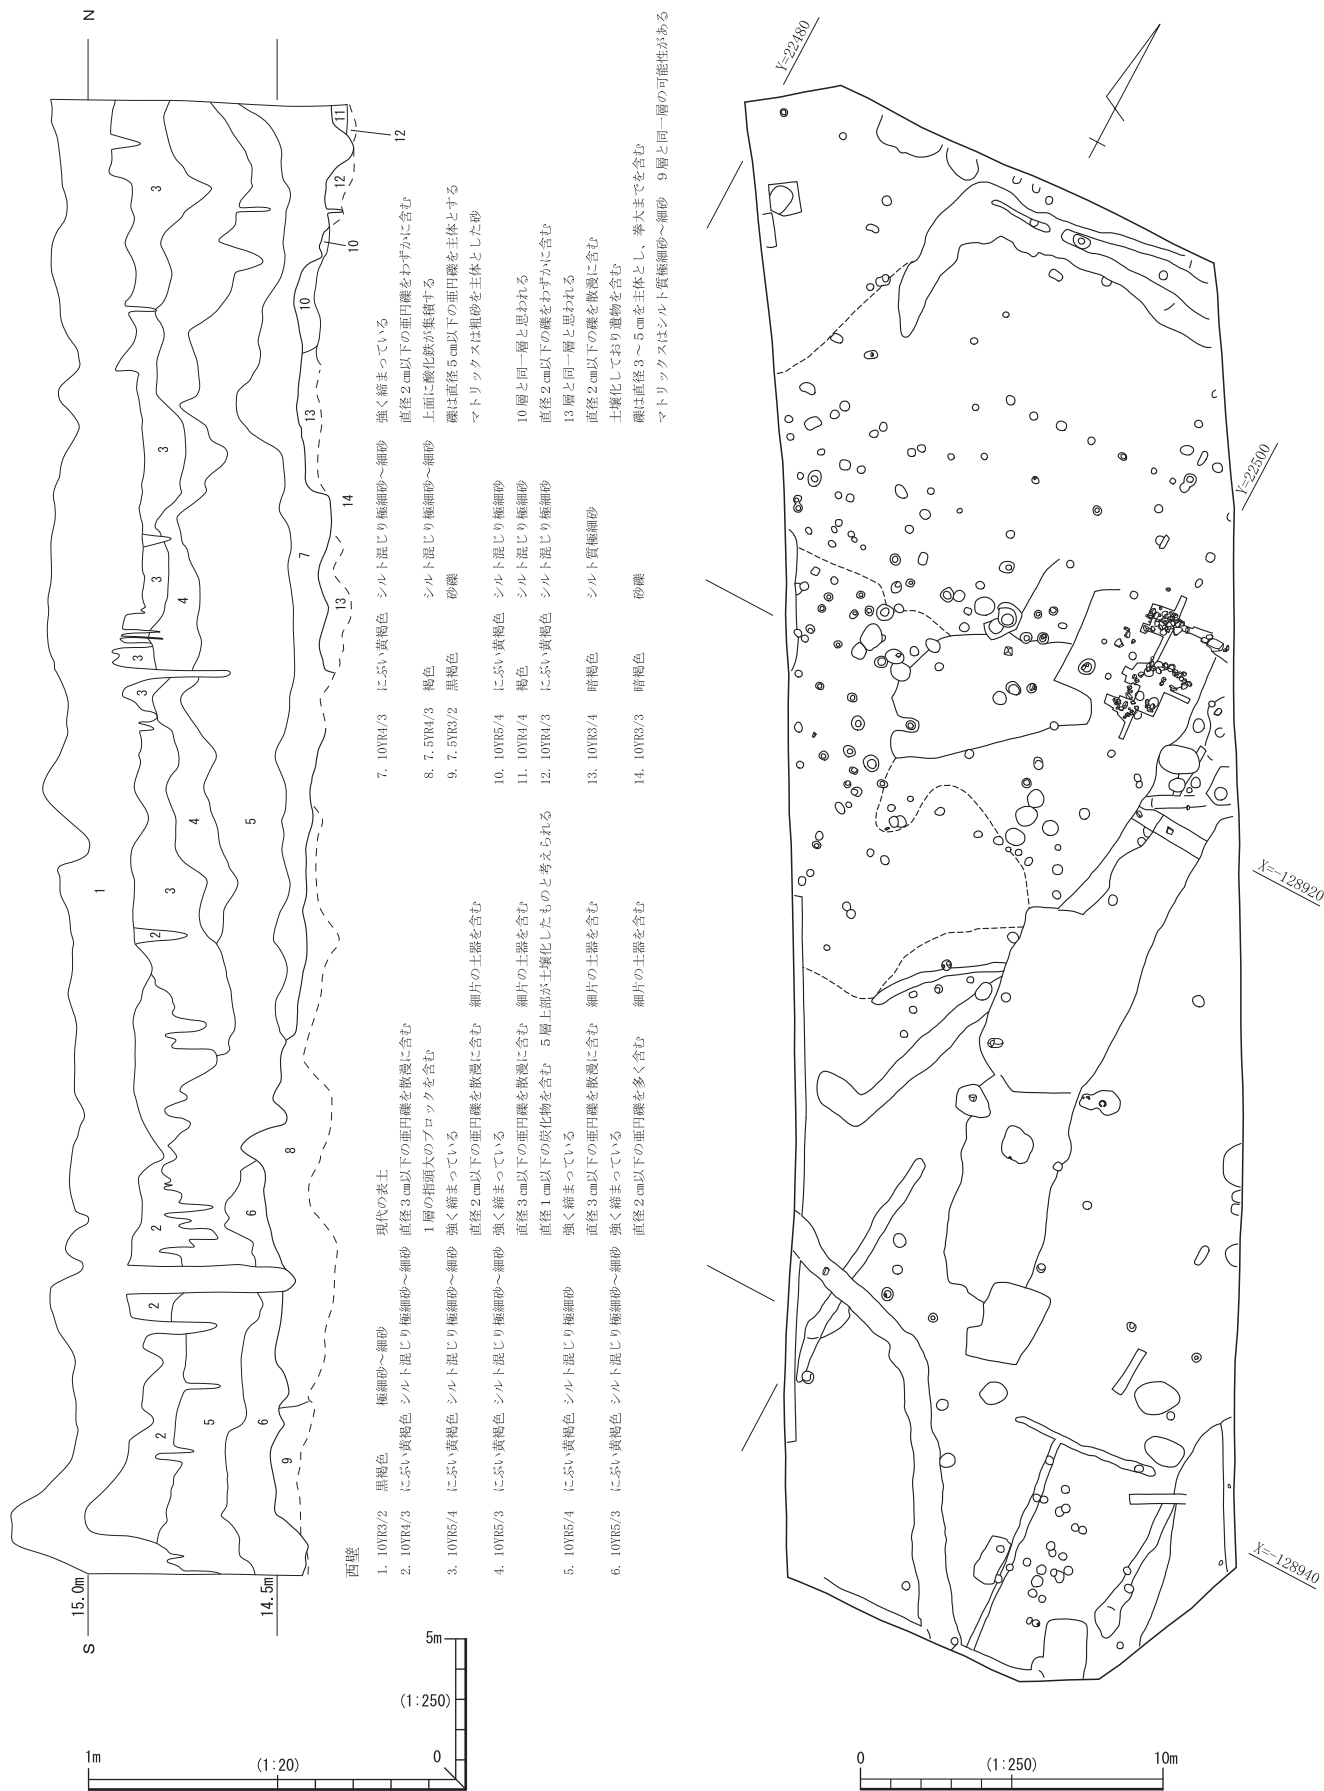 N
S
15.0m
14.5m
1
2
2
2
2
3
3
3
3
3
3
4
4
5
5
6
6
7
8
9
10
10
11
12
12
13
13
14
西壁
1. 10YR3/2 黒褐色 極細砂～細砂 現代の表土
2. 10YR4/3 にぶい黄褐色 シルト混じり極細砂～細砂 直径3cm以下の亜円礫を散漫に含む
1層の指頭大のブロックを含む
3. 10YR5/4 にぶい黄褐色 シルト混じり極細砂～細砂 強く締まっている
直径2cm以下の亜円礫を散漫に含む 細片の土器を含む
4. 10YR5/3 にぶい黄褐色 シルト混じり極細砂～細砂 強く締まっている
直径3cm以下の亜円礫を散漫に含む 細片の土器を含む
直径1cm以下の炭化物を含む 5層上部が土壌化したものと考えられる
5. 10YR5/4 にぶい黄褐色 シルト混じり極細砂 強く締まっている
直径3cm以下の亜円礫を散漫に含む 細片の土器を含む
6. 10YR5/3 にぶい黄褐色 シルト混じり極細砂～細砂 強く締まっている
直径2cm以下の亜円礫を多く含む 細片の土器を含む
7. 10YR4/3 にぶい黄褐色 シルト混じり極細砂～細砂 強く締まっている
直径2cm以下の亜円礫をわずかに含む
8. 7.5YR4/3 褐色 シルト混じり極細砂～細砂 上面に酸化鉄が集積する
9. 7.5YR3/2 黒褐色 砂礫 礫は直径5cm以下の亜円礫を主体とする
マトリックスは粗砂を主体とした砂
10. 10YR5/4 にぶい黄褐色 シルト混じり極細砂
11. 10YR4/4 褐色 シルト混じり極細砂 10層と同一層と思われる
12. 10YR4/3 にぶい黄褐色 シルト混じり極細砂 直径2cm以下の礫をわずかに含む
13層と同一層と思われる
13. 10YR3/4 暗褐色 シルト質極細砂 直径2cm以下の礫を散漫に含む
土壌化しており遺物を含む
14. 10YR3/3 暗褐色 砂礫 礫は直径3～5cmを主体とし、拳大までを含む
マトリックスはシルト質極細砂～細砂 9層と同一層の可能性がある
5m
(1:250)
0
1m
(1:20)
Y=22480
Y=22500
X=-128920
X=-128940
0
(1:250)
10m